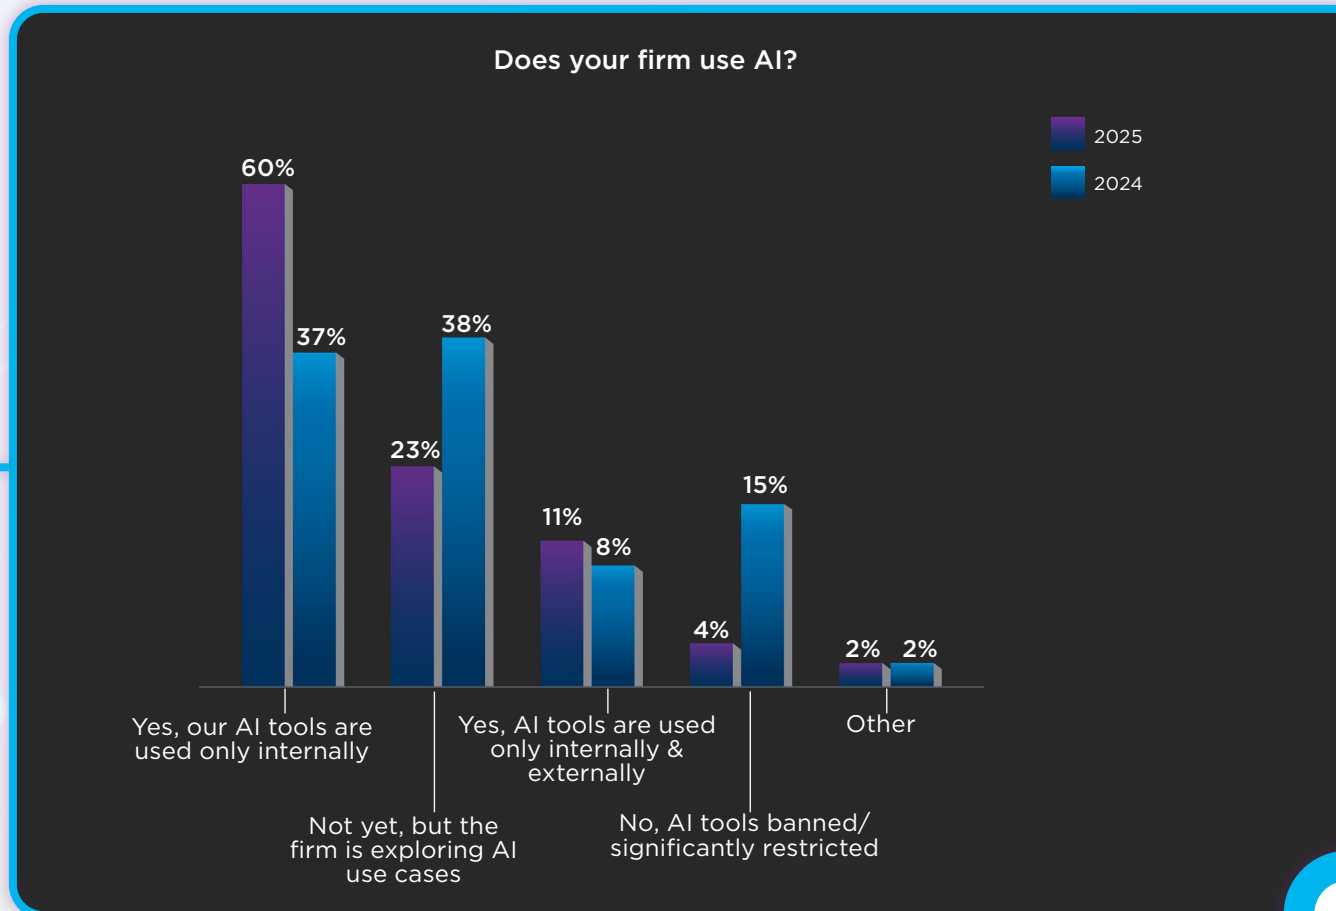 Does your firm use AI?
2025
2024
60%
37%
23%
38%
11%
8%
4%
15%
2%
2%
Yes, our AI tools are
used only internally
Not yet, but the
firm is exploring AI
use cases
Yes, AI tools are used
only internally &
externally
No, AI tools banned/
significantly restricted
Other